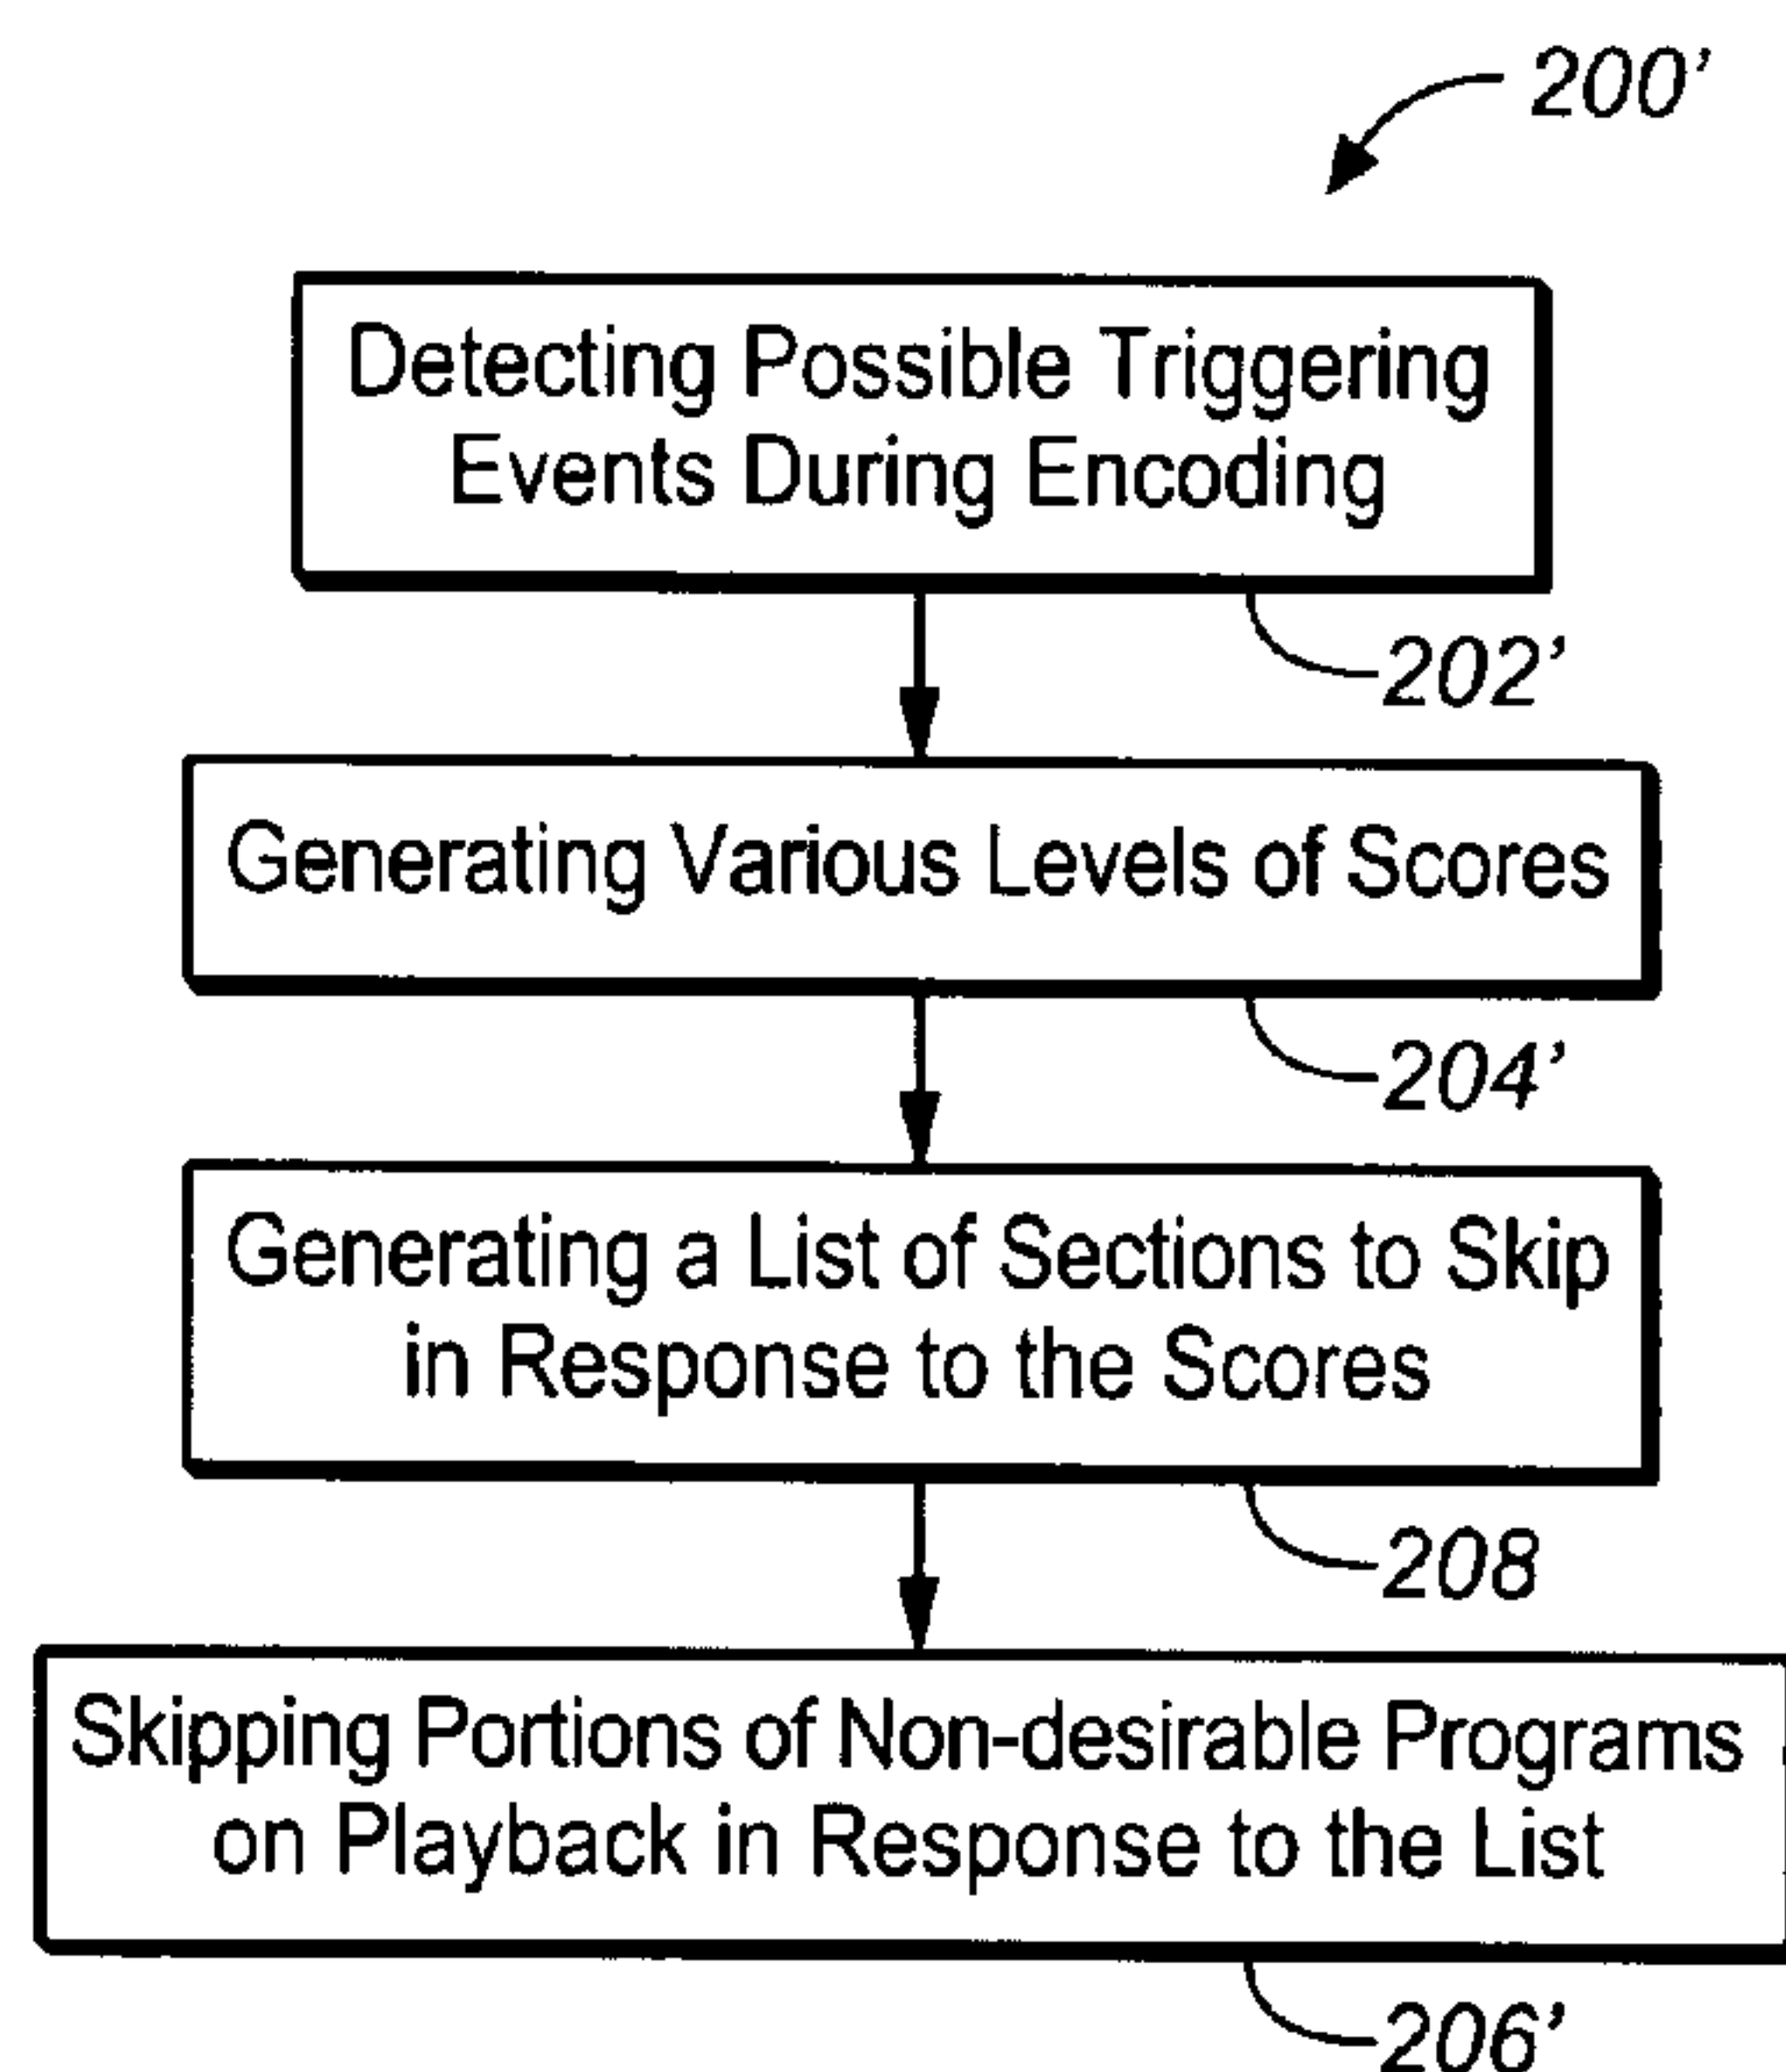 200'
Detecting Possible Triggering
Events During Encoding
202'
Generating Various Levels of Scores
204'
Generating a List of Sections to Skip
in Response to the Scores
208
Skipping Portions of Non-desirable Programs
on Playback in Response to the List
206'